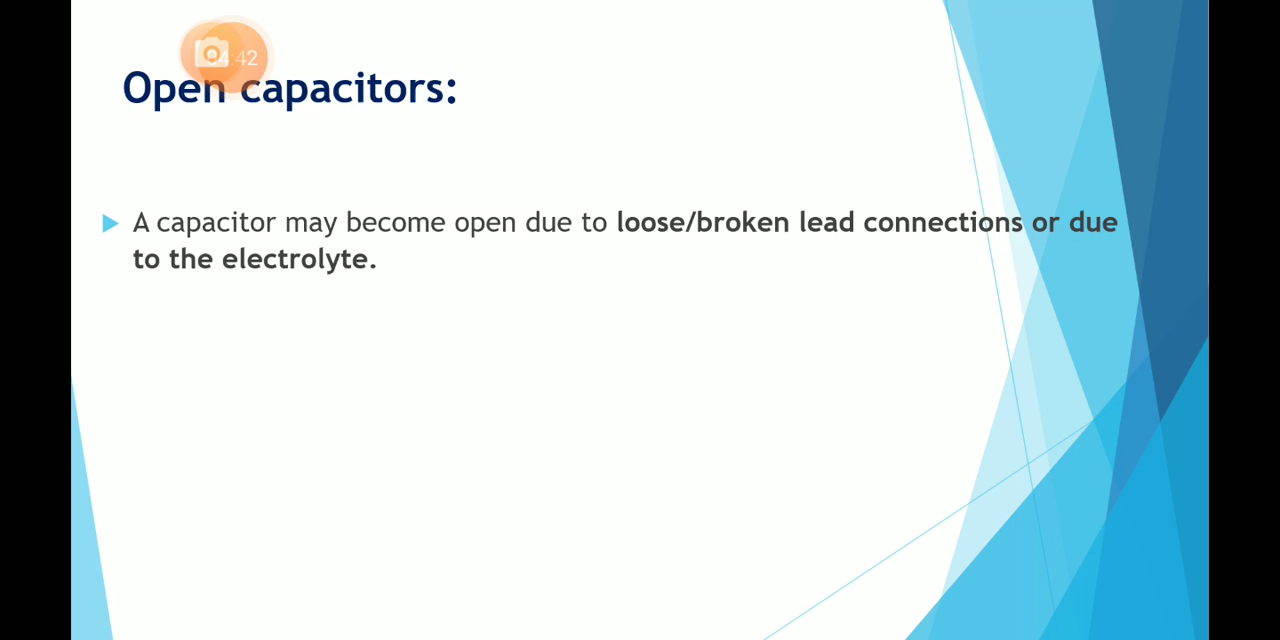 Open capacitors:
A capacitor may become open due to loose/broken lead connections or due
to the electrolyte.